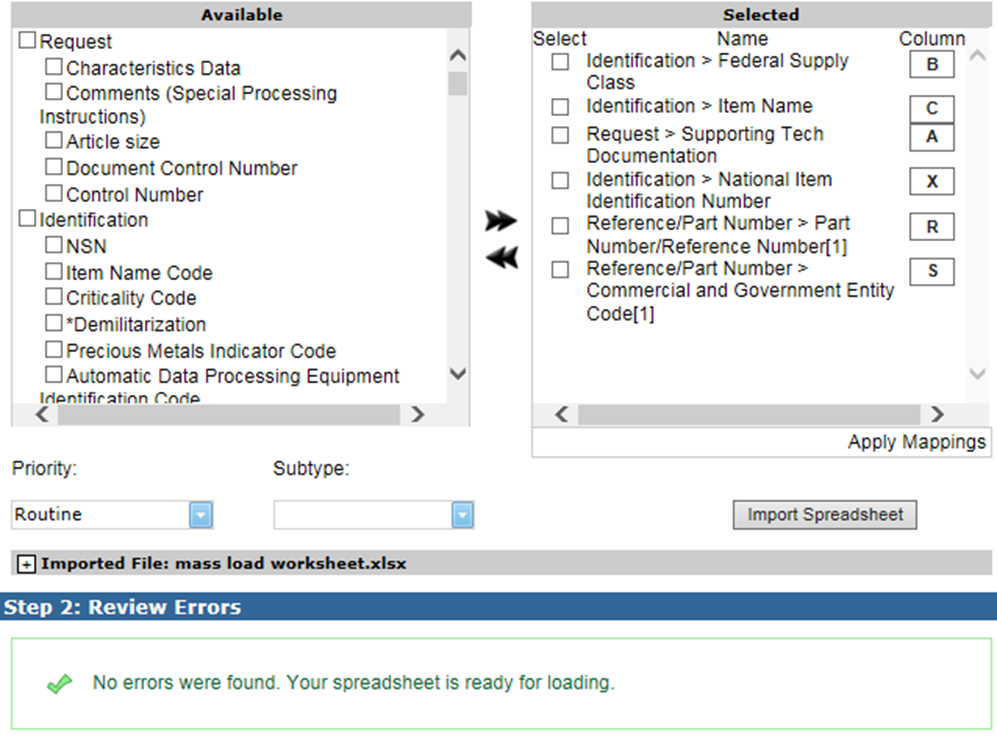 Available
Request
Characteristics Data
Comments (Special Processing
Instructions)
Article size
Document Control Number
Control Number
Identification
NSN
Item Name Code
Criticality Code
*Demilitarization
Precious Metals Indicator Code
Automatic Data Processing Equipment
Identification Code
Selected
Select Name Column
Identification > Federal Supply B
Class
Identification > Item Name C
Request > Supporting Tech A
Documentation
Identification > National Item X
Identification Number
Reference/Part Number > Part R
Number/Reference Number[1]
Reference/Part Number > S
Commercial and Government Entity
Code[1]
Apply Mappings
Priority: Subtype:
Routine
Import Spreadsheet
+ Imported File: mass load worksheet.xlsx
Step 2: Review Errors
No errors were found. Your spreadsheet is ready for loading.